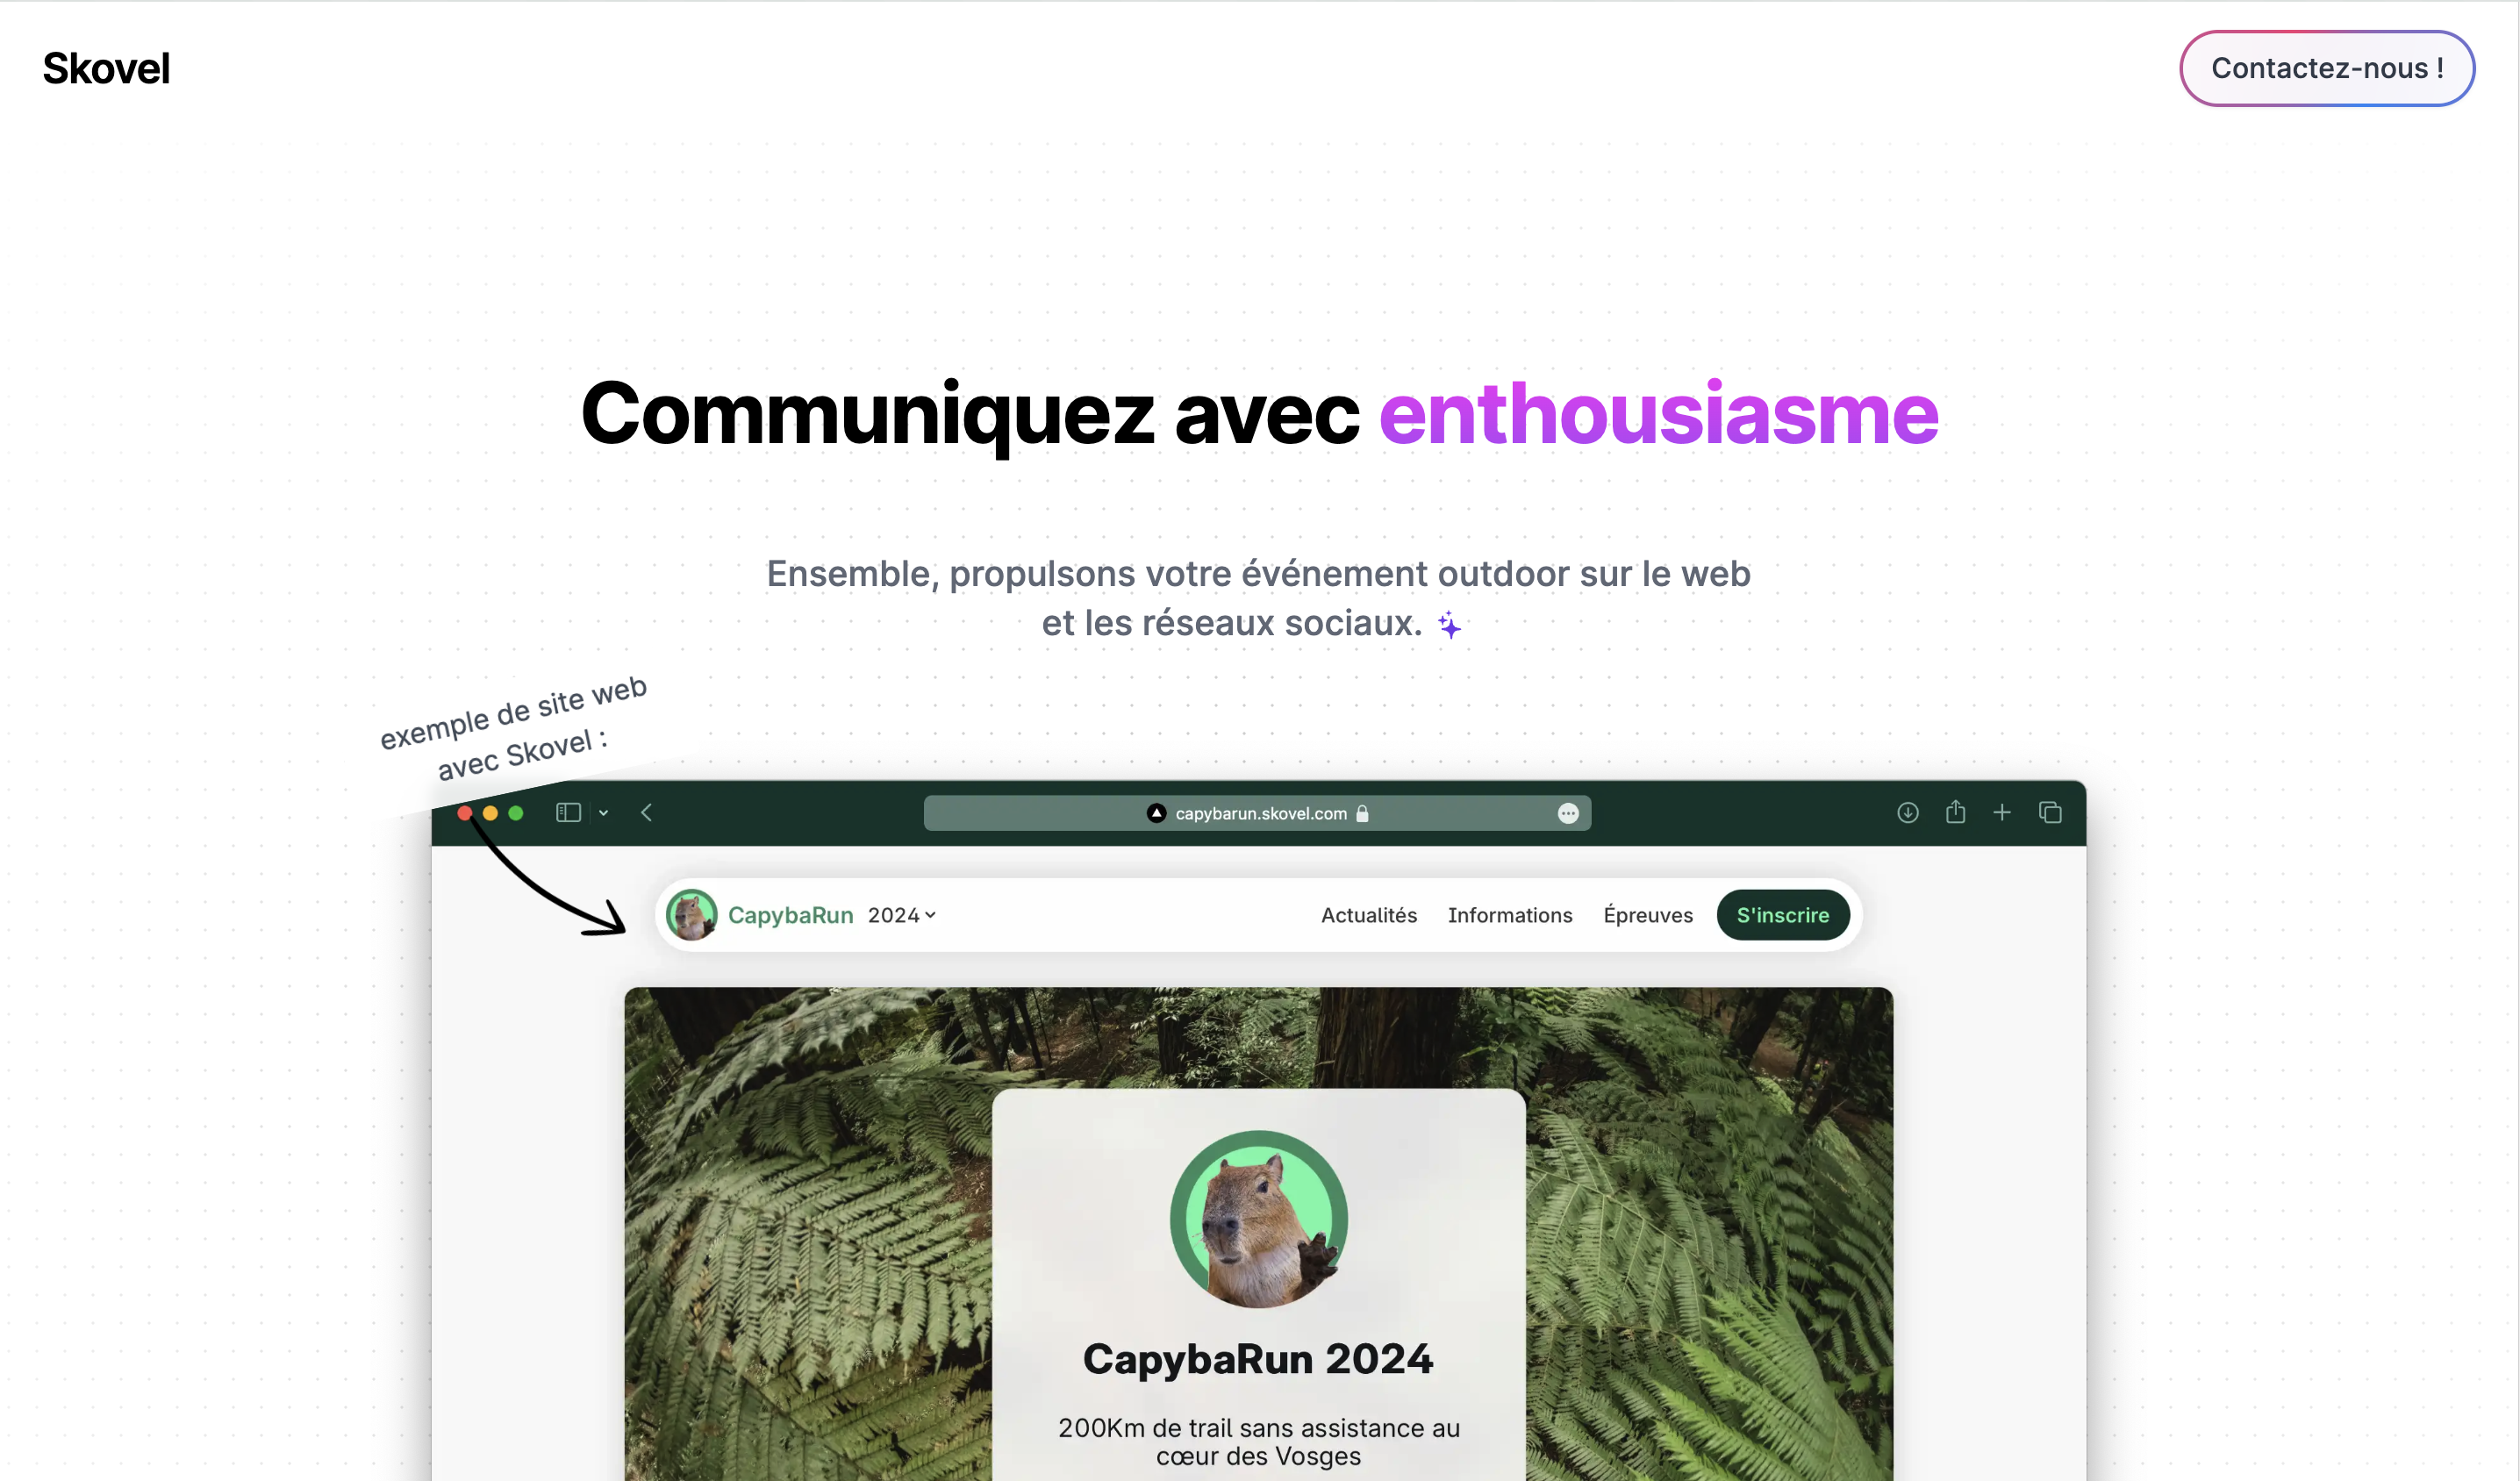 Skovel
Contactez-nous !
Communiquez avec enthousiasme
Ensemble, propulsons votre événement outdoor sur le web
et les réseaux sociaux.
exemple de site web
avec Skovel :
capybarun.skovel.com
CapybaRun 2024
Actualités Informations Épreuves S'inscrire
CapybaRun 2024
200Km de trail sans assistance au
cœur des Vosges